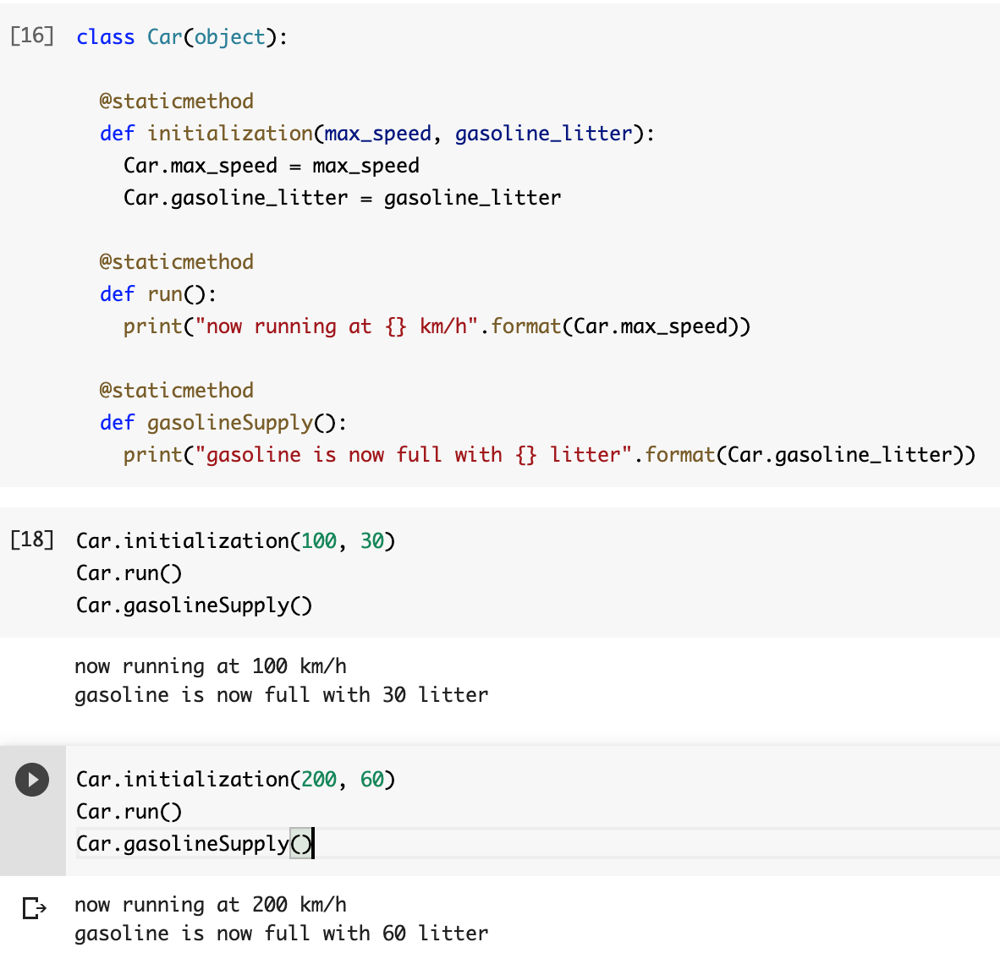 [16] class Car(object):
@staticmethod
def initialization(max_speed, gasoline_litter):
Car.max_speed = max_speed
Car.gasoline_litter = gasoline_litter
@staticmethod
def run():
print("now running at {} km/h".format(Car.max_speed))
@staticmethod
def gasolineSupply():
print("gasoline is now full with {} litter".format(Car.gasoline_litter))
[18] Car.initialization(100, 30)
Car.run()
Car.gasolineSupply()
now running at 100 km/h
gasoline is now full with 30 litter
Car.initialization(200, 60)
Car.run()
Car.gasolineSupply()
now running at 200 km/h
gasoline is now full with 60 litter